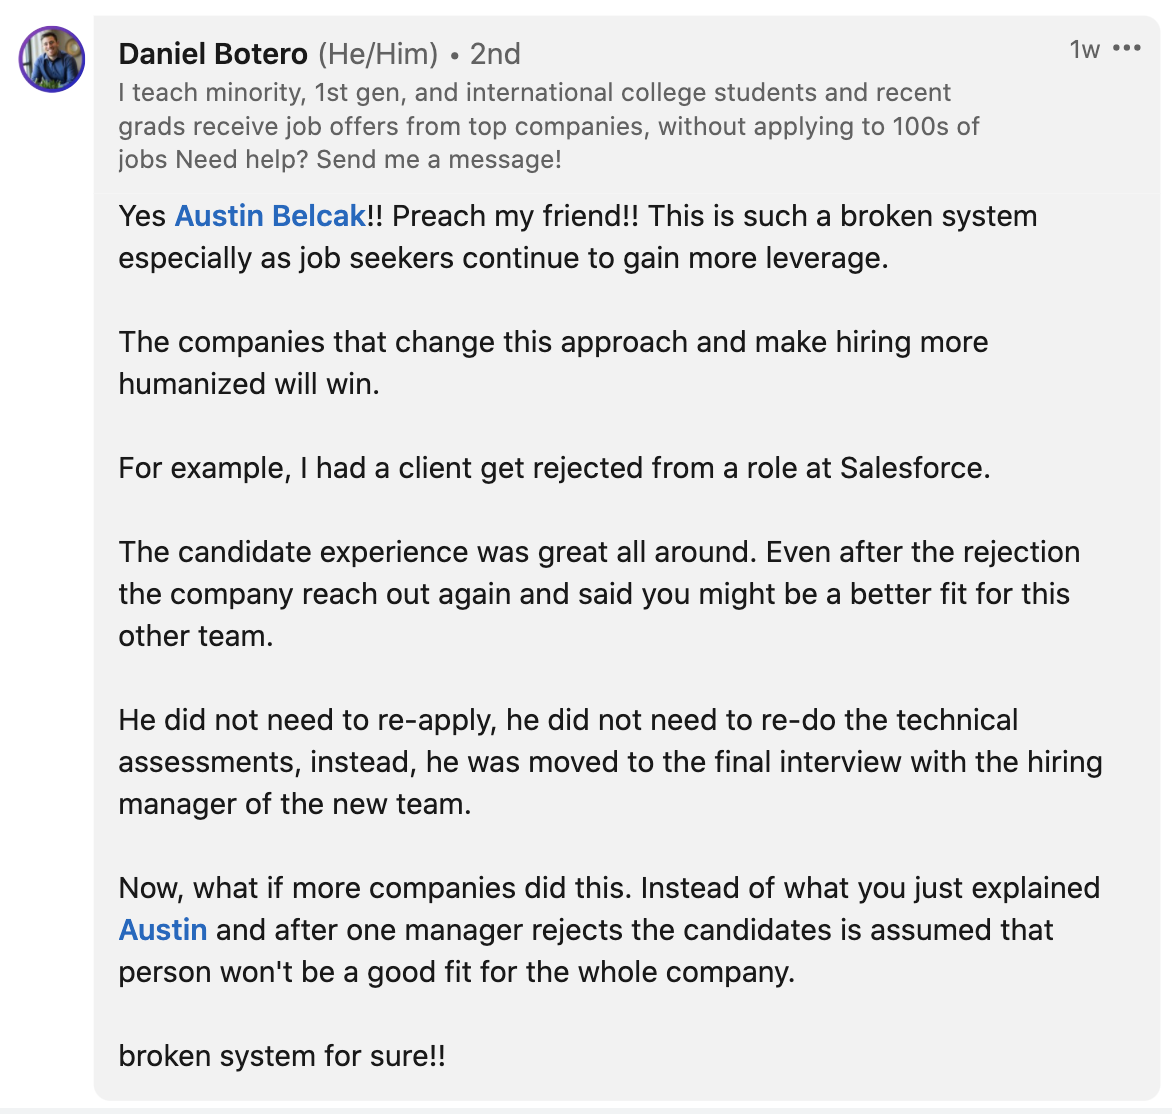 Daniel Botero (He/Him) • 2nd
1w •••
I teach minority, 1st gen, and international college students and recent
grads receive job offers from top companies, without applying to 100s of
jobs Need help? Send me a message!
Yes Austin Belcak!! Preach my friend!! This is such a broken system
especially as job seekers continue to gain more leverage.
The companies that change this approach and make hiring more
humanized will win.
For example, I had a client get rejected from a role at Salesforce.
The candidate experience was great all around. Even after the rejection
the company reach out again and said you might be a better fit for this
other team.
He did not need to re-apply, he did not need to re-do the technical
assessments, instead, he was moved to the final interview with the hiring
manager of the new team.
Now, what if more companies did this. Instead of what you just explained
Austin and after one manager rejects the candidates is assumed that
person won't be a good fit for the whole company.
broken system for sure!!